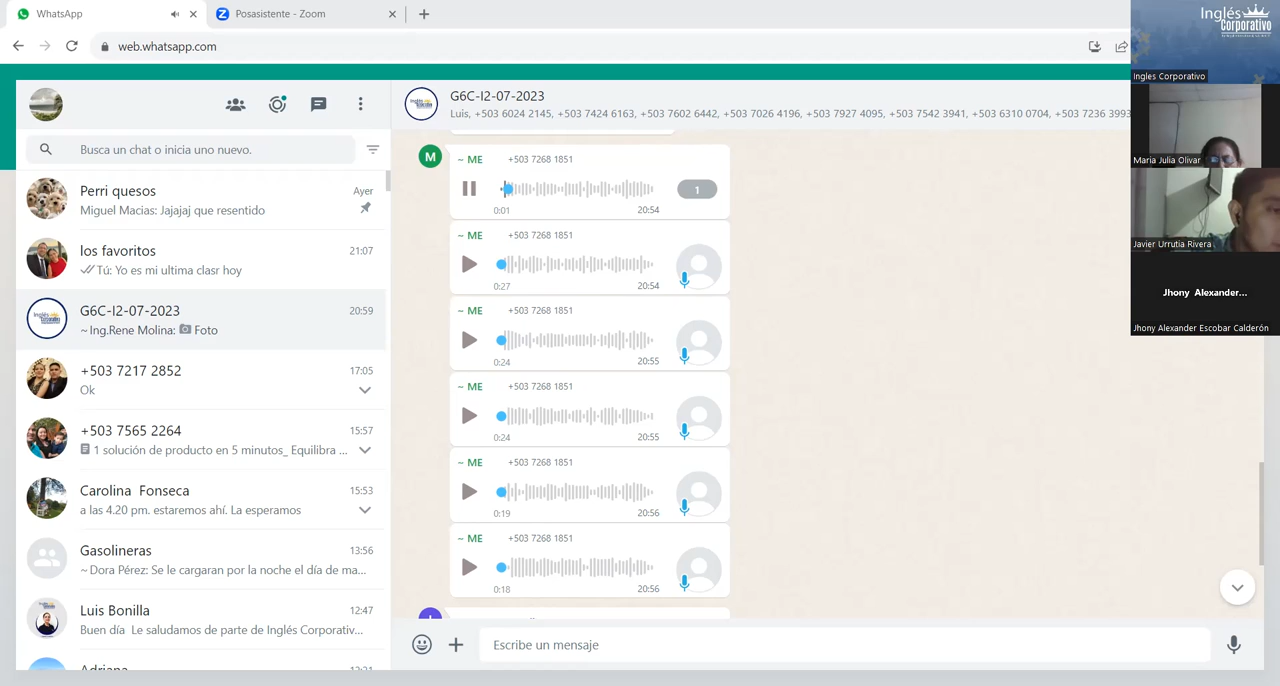 WhatsApp
Posasistente - Zoom
web.whatsapp.com
Inglés
Corporativo
Ingles Corporativo
Maria Julia Olivar
Javier Urrutia Rivera
Jhony Alexander...
Jhony Alexander Escobar Calderón
Busca un chat o inicia uno nuevo.
Perri quesos
Ayer
Miguel Macias: Jajajaj que resentido
los favoritos
21:07
Tú: Yo es mi ultima clasr hoy
G6C-I2-07-2023
20:59
~ Ing.Rene Molina: Foto
+503 7217 2852
17:05
Ok
+503 7565 2264
15:57
1 solución de producto en 5 minutos_ Equilibra ...
Carolina Fonseca
15:53
a las 4.20 pm. estaremos ahí. La esperamos
Gasolineras
13:56
~ Dora Pérez: Se le cargaran por la noche el día de ma...
Luis Bonilla
12:47
Buen día Le saludamos de parte de Inglés Corporativ...
Adriana
12:21
G6C-I2-07-2023
Luis, +503 6024 2145, +503 7424 6163, +503 7602 6442, +503 7026 4196, +503 7927 4095, +503 7542 3941, +503 6310 0704, +503 7236 3993
M
~ ME +503 7268 1851
1
0:01 20:54
~ ME +503 7268 1851
0:27 20:54
~ ME +503 7268 1851
0:24 20:55
~ ME +503 7268 1851
0:24 20:55
~ ME +503 7268 1851
0:19 20:56
~ ME +503 7268 1851
0:18 20:56
Escribe un mensaje